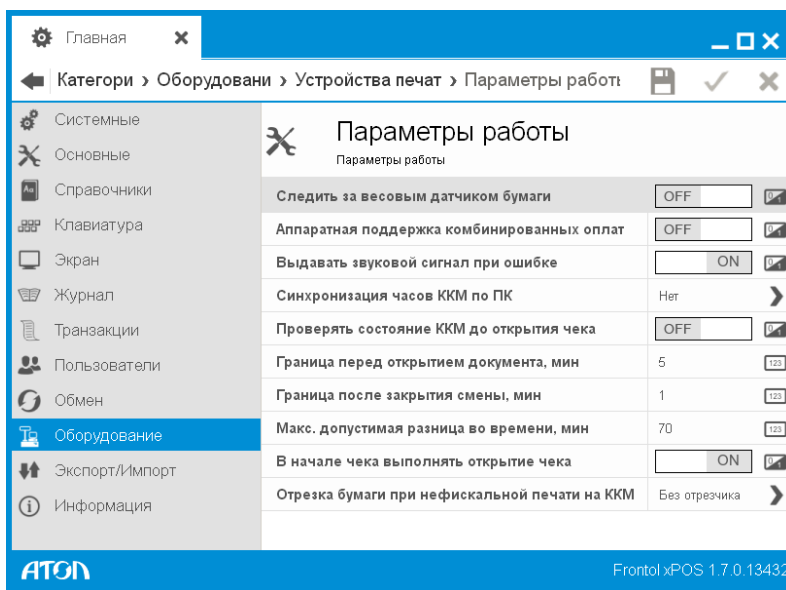 Главная
Категори › Оборудовани › Устройства печат › Параметры работь
Системные
Основные
Справочники
Клавиатура
Экран
Журнал
Транзакции
Пользователи
Обмен
Оборудование
Экспорт/Импорт
Информация
Параметры работы
Параметры работы
Следить за весовым датчиком бумаги OFF
Аппаратная поддержка комбинированных оплат OFF
Выдавать звуковой сигнал при ошибке ON
Синхронизация часов ККМ по ПК Нет
Проверять состояние ККМ до открытия чека OFF
Граница перед открытием документа, мин 5 123
Граница после закрытия смены, мин 1 123
Макс. допустимая разница во времени, мин 70 123
В начале чека выполнять открытие чека ON
Отрезка бумаги при нефискальной печати на ККМ Без отрезчика
АТОЛ
Frontol xPOS 1.7.0.13432